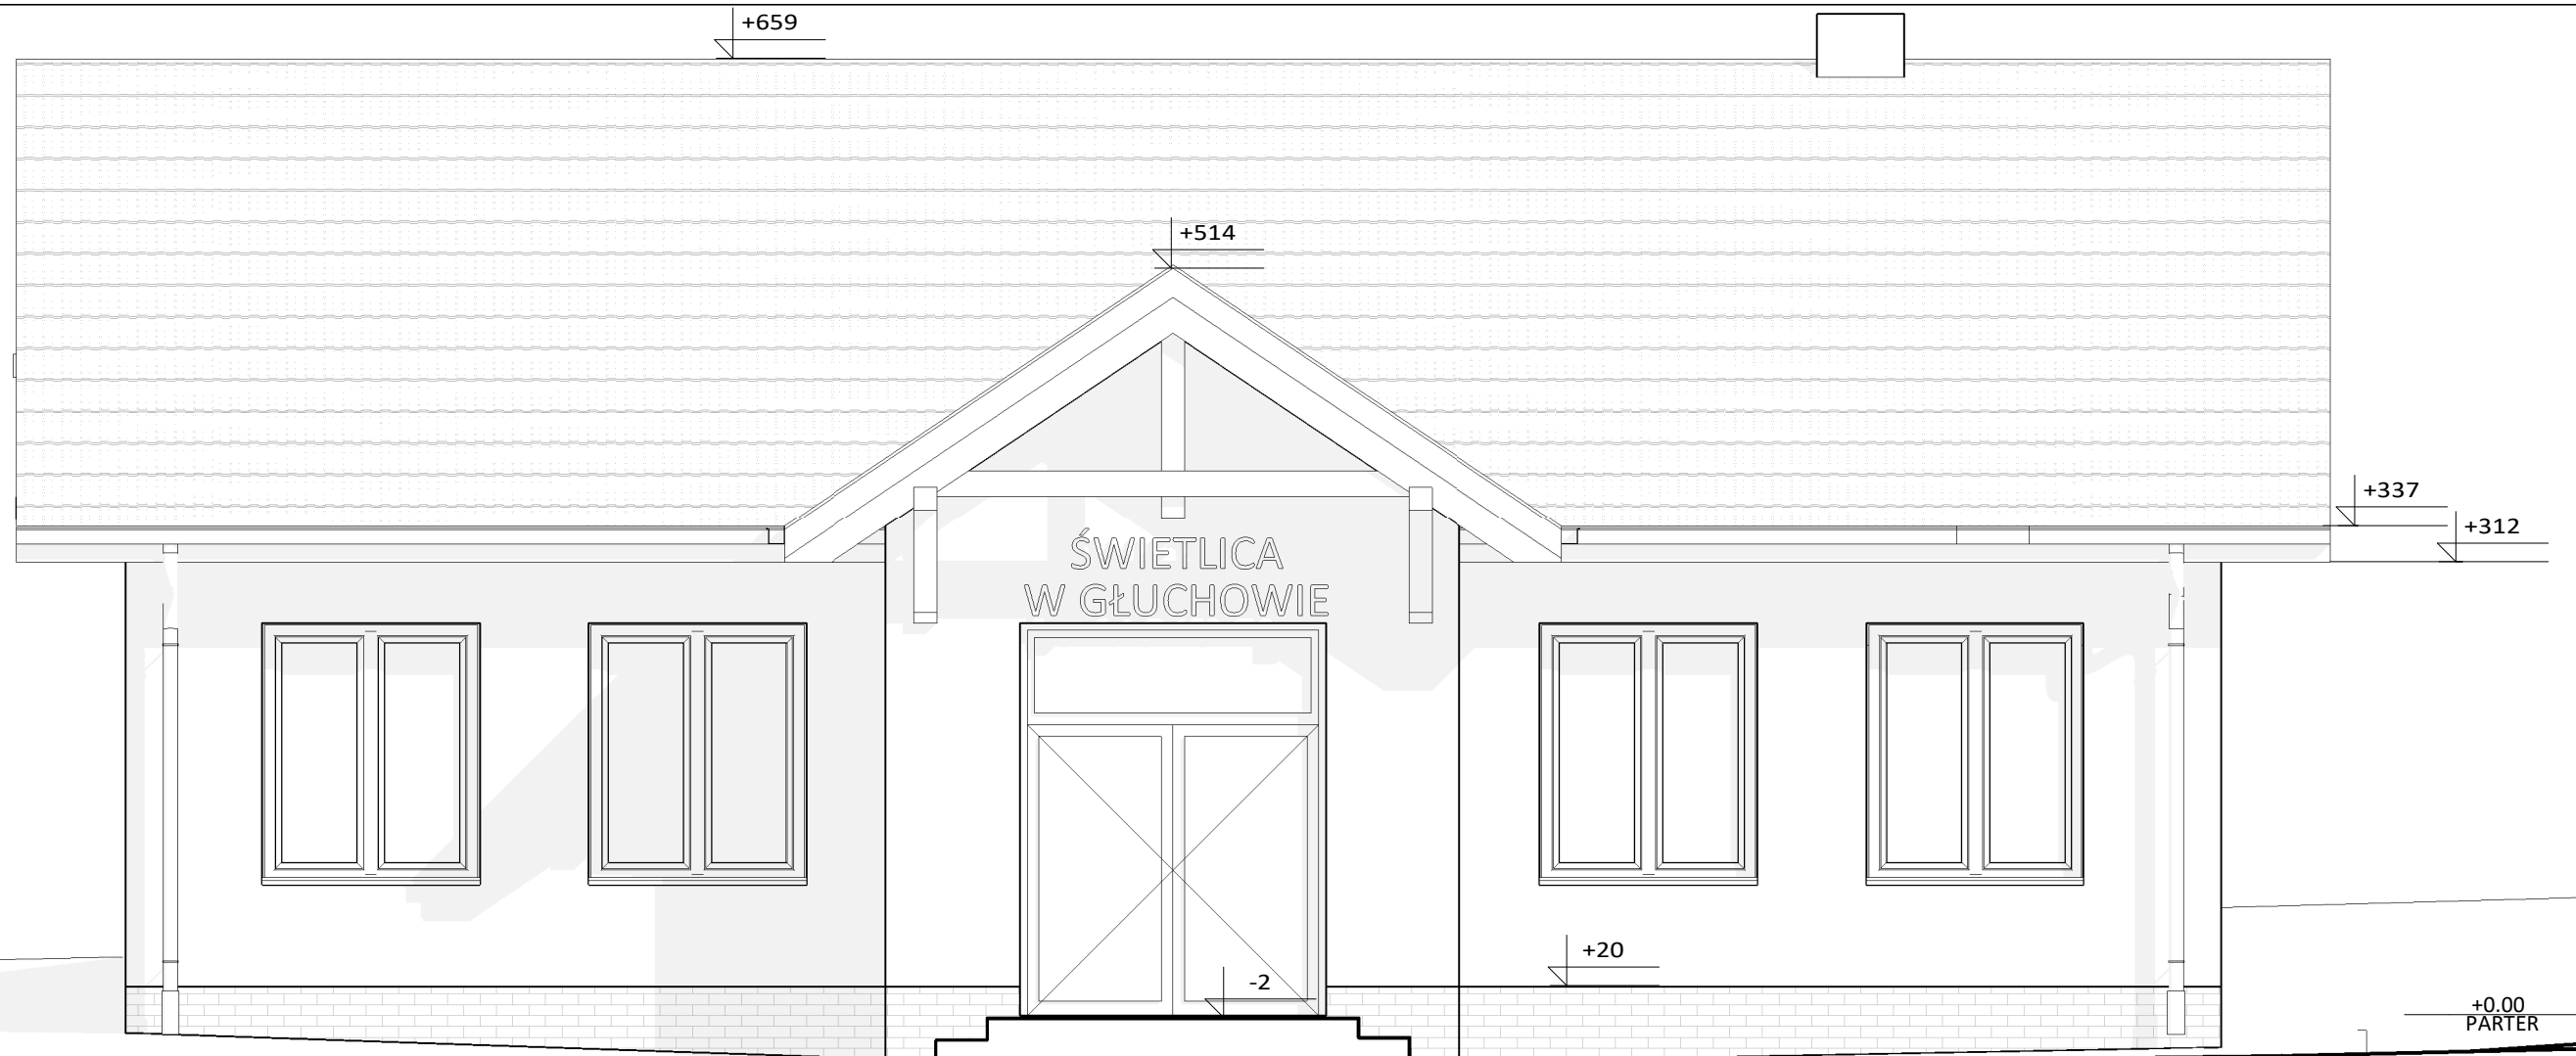 +659
+514
+337
+312
ŚWIETLICA
W GŁUCHOWIE
+20
-2
+0.00
PARTER